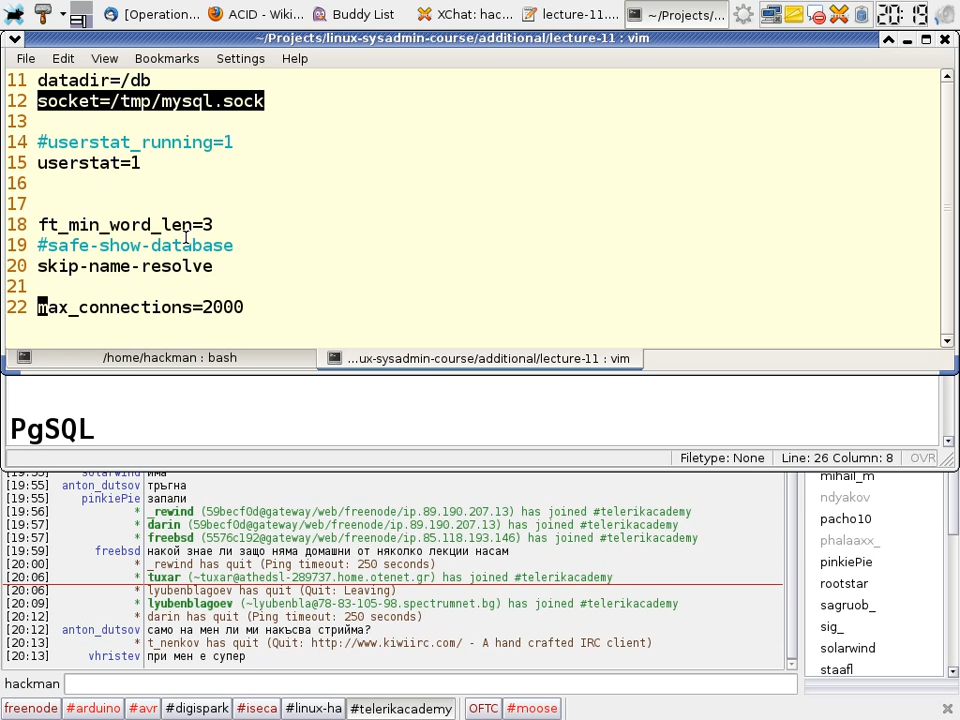 [Operation...
ACID - Wiki...
Buddy List
XChat: hac...
lecture-11....
~/Projects/...
20:19
~/Projects/linux-sysadmin-course/additional/lecture-11 : vim
File Edit View Bookmarks Settings Help
11 datadir=/db
12 socket=/tmp/mysql.sock
13
14 #userstat_running=1
15 userstat=1
16
17
18 ft_min_word_len=3
19 #safe-show-database
20 skip-name-resolve
21
22 max_connections=2000
/home/hackman : bash
...ux-sysadmin-course/additional/lecture-11 : vim
PgSQL
Filetype: None Line: 26 Column: 8 OVR
[19:55] solarwind има
[19:55] anton_dutsov тръгна
[19:55] pinkiePie запали
[19:56] * _rewind (59becf0d@gateway/web/freenode/ip.89.190.207.13) has joined #telerikacademy
[19:57] * darin (59becf0d@gateway/web/freenode/ip.89.190.207.13) has joined #telerikacademy
[19:57] * freebsd (5576c192@gateway/web/freenode/ip.85.118.193.146) has joined #telerikacademy
[19:59] freebsd някой знае ли защо няма домашни от няколко лекции насам
[20:00] * _rewind has quit (Ping timeout: 250 seconds)
[20:06] * tuxar (~tuxar@athedsl-289737.home.otenet.gr) has joined #telerikacademy
[20:06] * lyubenblagoev has quit (Quit: Leaving)
[20:09] * lyubenblagoev (~lyubenbla@78-83-105-98.spectrumnet.bg) has joined #telerikacademy
[20:12] * darin has quit (Ping timeout: 250 seconds)
[20:12] anton_dutsov само на мен ли ми накъсва стрийма?
[20:13] * t_nenkov has quit (Quit: http://www.kiwiirc.com/ - A hand crafted IRC client)
[20:13] vhristev при мен е супер
mihail_m
ndyakov
pacho10
phalaaxx_
pinkiePie
rootstar
sagruob_
sig_
solarwind
staafl
hackman
freenode #arduino #avr #digispark #iseca #linux-ha #telerikacademy OFTC #moose